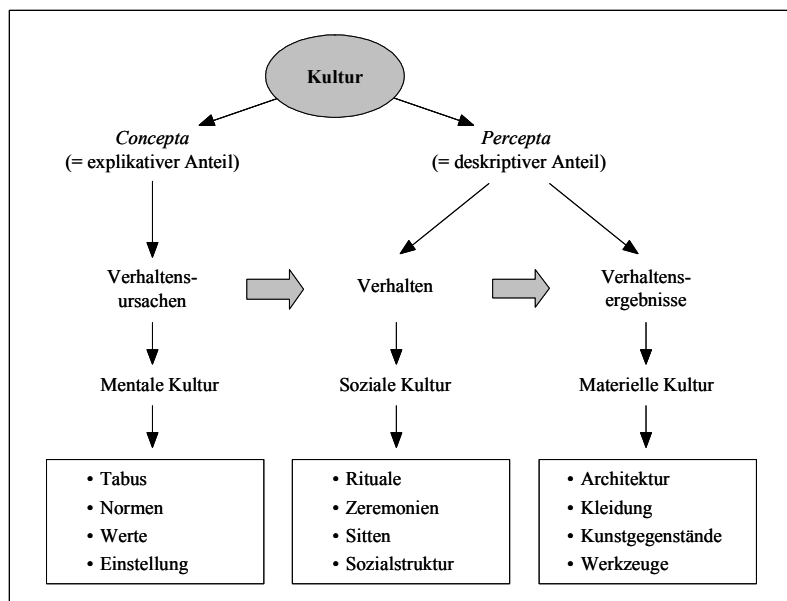 Kultur
Concepta
(= explikativer Anteil)
Percepta
(= deskriptiver Anteil)
Verhaltens-
ursachen
Verhalten
Verhaltens-
ergebnisse
Mentale Kultur
Soziale Kultur
Materielle Kultur
• Tabus
• Normen
• Werte
• Einstellung
• Rituale
• Zeremonien
• Sitten
• Sozialstruktur
• Architektur
• Kleidung
• Kunstgegenstände
• Werkzeuge